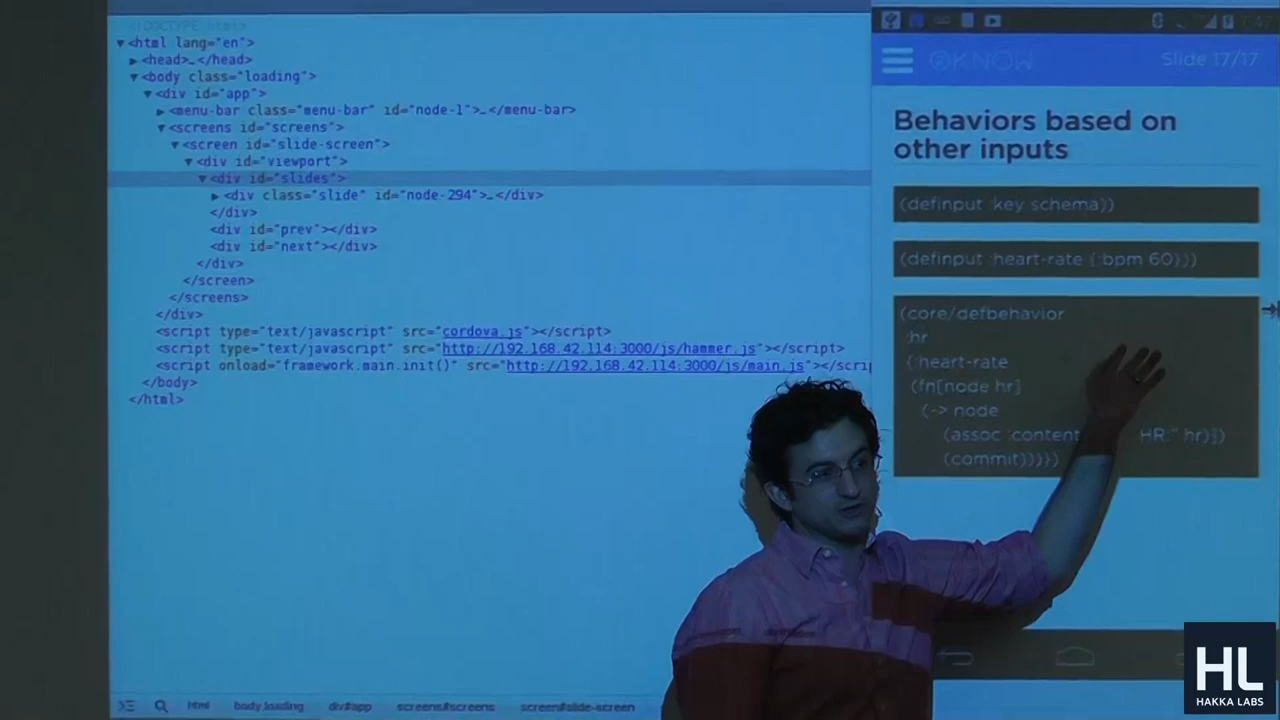 <!DOCTYPE html>
▼<html lang="en">
▶<head>…</head>
▼<body class="loading">
▼<div id="app">
▶<menu-bar class="menu-bar" id="node-1">…</menu-bar>
▼<screens id="screens">
▼<screen id="slide-screen">
▼<div id="viewport">
▼<div id="slides">
▶<div class="slide" id="node-294">…</div>
</div>
<div id="prev"></div>
<div id="next"></div>
</div>
</screen>
</screens>
</div>
<script type="text/javascript" src="cordova.js"></script>
<script type="text/javascript" src="http://192.168.42.114:3000/js/hammer.js"></script>
<script onload="framework.main.init()" src="http://192.168.42.114:3000/js/main.js"></scrip
</body>
</html>
html body.loading div#app screens#screens screen#slide-screen
KNOW Slide 17/17
Behaviors based on
other inputs
(definput :key schema))
(definput :heart-rate {:bpm 60}))
(core/defbehavior
:hr
{:heart-rate
(fn[node hr]
(-> node
(assoc :content HR:" hr)])
(commit)))})
HL
HAKKA LABS